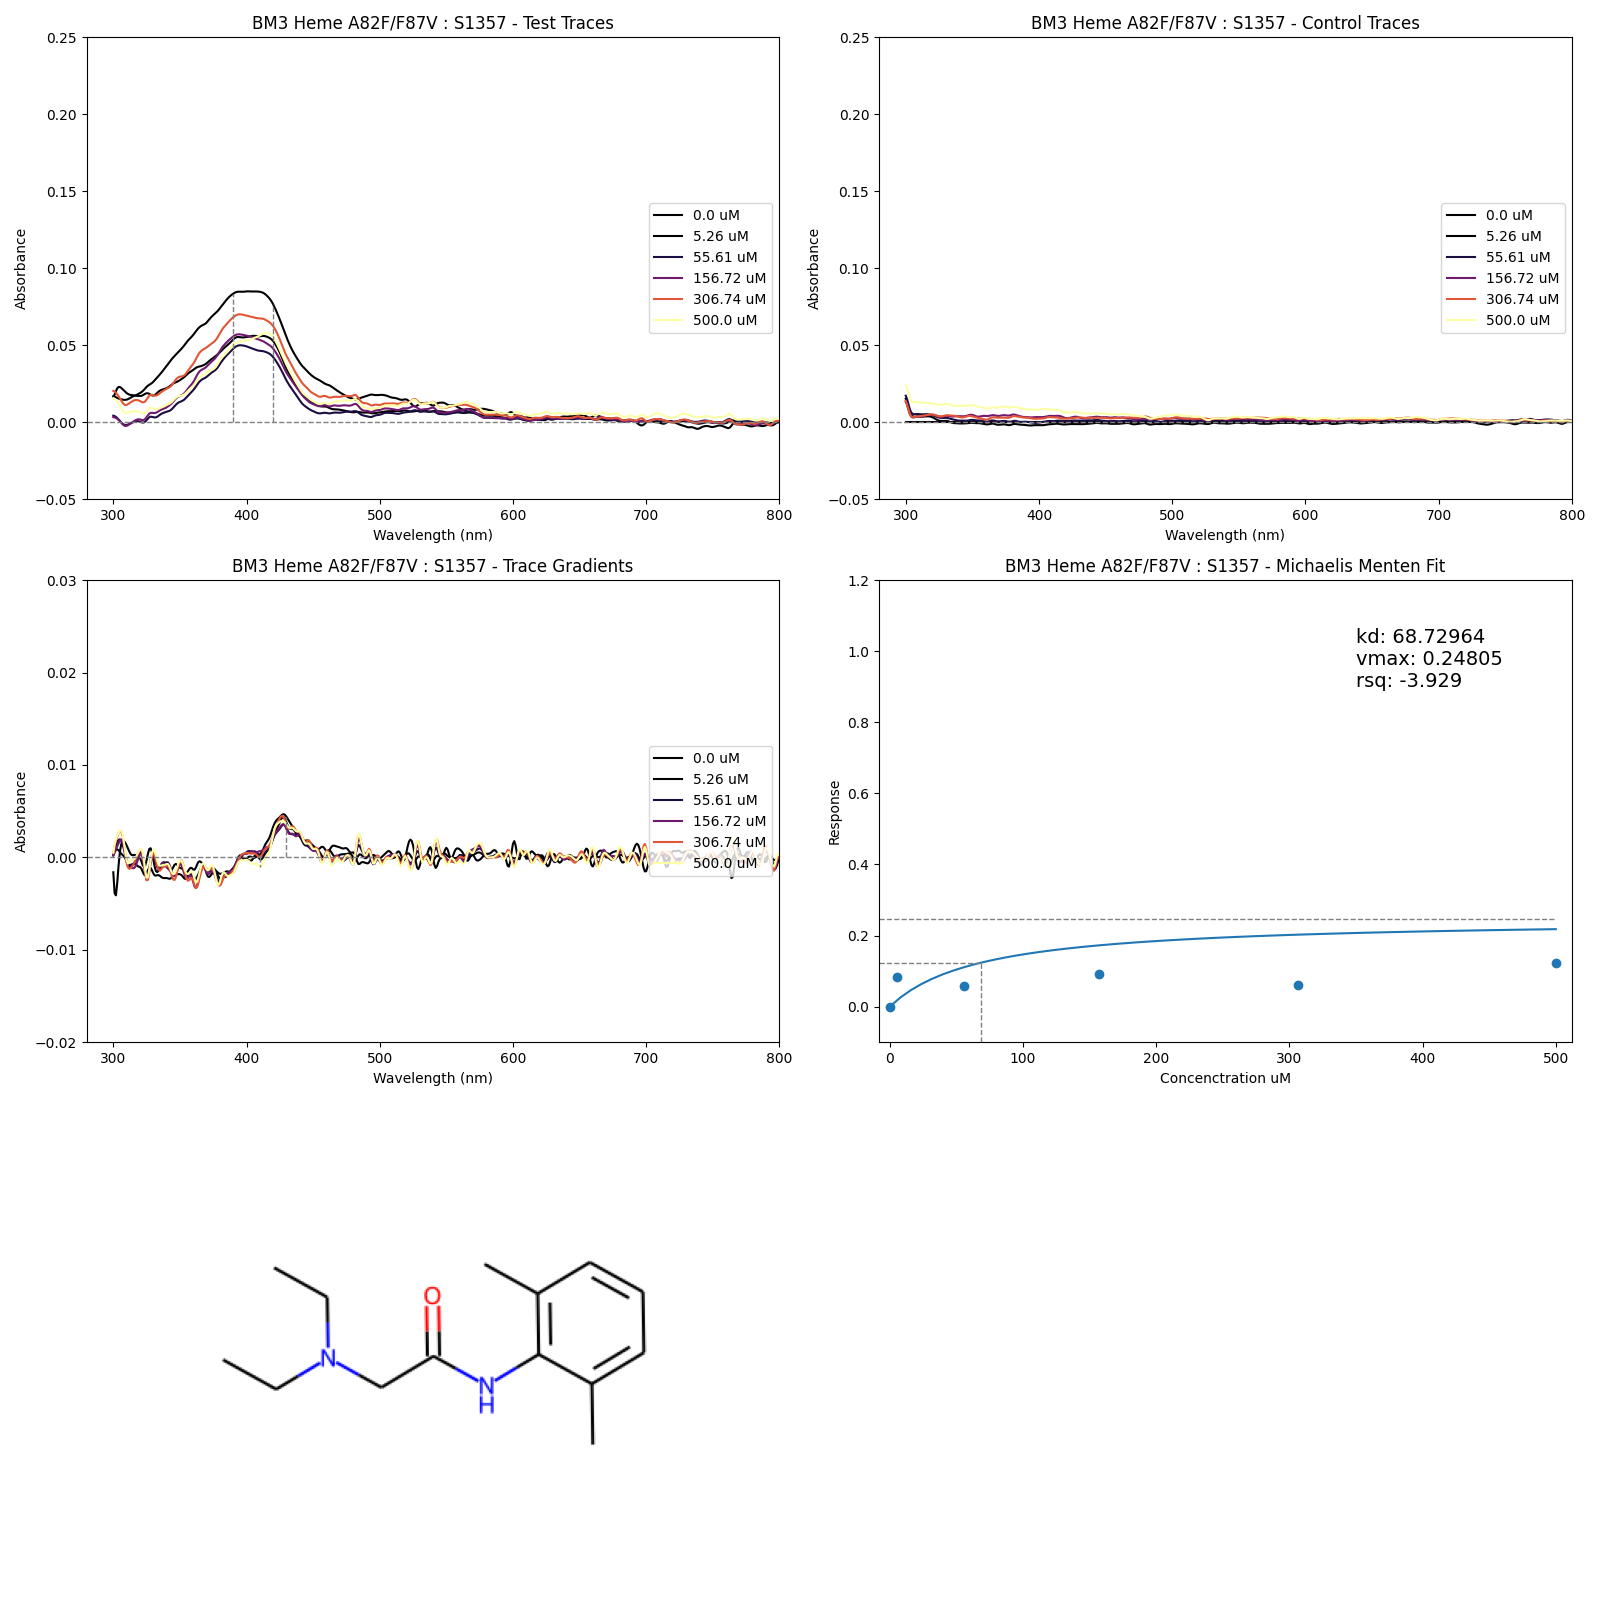 BM3 Heme A82F/F87V : S1357 - Test Traces
0.25
0.20
0.15
0.10
0.05
0.00
−0.05
Absorbance
300 400 500 600 700 800
Wavelength (nm)
0.0 uM
5.26 uM
55.61 uM
156.72 uM
306.74 uM
500.0 uM
BM3 Heme A82F/F87V : S1357 - Control Traces
0.25
0.20
0.15
0.10
0.05
0.00
−0.05
Absorbance
300 400 500 600 700 800
Wavelength (nm)
0.0 uM
5.26 uM
55.61 uM
156.72 uM
306.74 uM
500.0 uM
BM3 Heme A82F/F87V : S1357 - Trace Gradients
0.03
0.02
0.01
0.00
−0.01
−0.02
Absorbance
300 400 500 600 700 800
Wavelength (nm)
0.0 uM
5.26 uM
55.61 uM
156.72 uM
306.74 uM
500.0 uM
BM3 Heme A82F/F87V : S1357 - Michaelis Menten Fit
1.2
1.0
0.8
0.6
0.4
0.2
0.0
Response
0 100 200 300 400 500
Concenctration uM
kd: 68.72964
vmax: 0.24805
rsq: -3.929
O
N
N
H